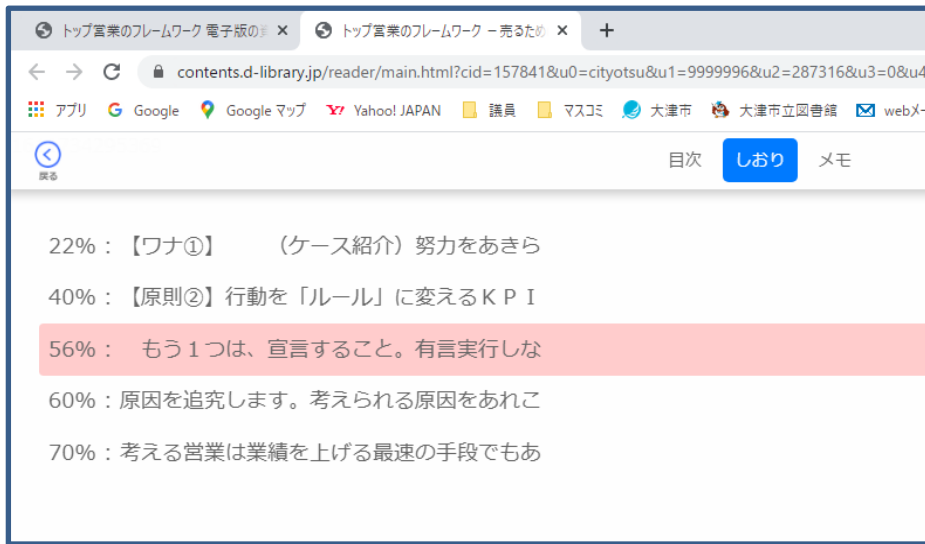 トップ営業のフレームワーク 電子版の
トップ営業のフレームワーク －売るため
contents.d-library.jp/reader/main.html?cid=157841&u0=cityotsu&u1=9999996&u2=287316&u3=0&u4
アプリ Google Google マップ Yahoo! JAPAN 議員 マスコミ 大津市 大津市立図書館 webメー
戻る
目次 しおり メモ
22%：【ワナ①】　　（ケース紹介）努力をあきら
40%：【原則②】行動を「ルール」に変えるＫＰＩ
56%：　もう１つは、宣言すること。有言実行しな
60%：原因を追究します。考えられる原因をあれこ
70%：考える営業は業績を上げる最速の手段でもあ